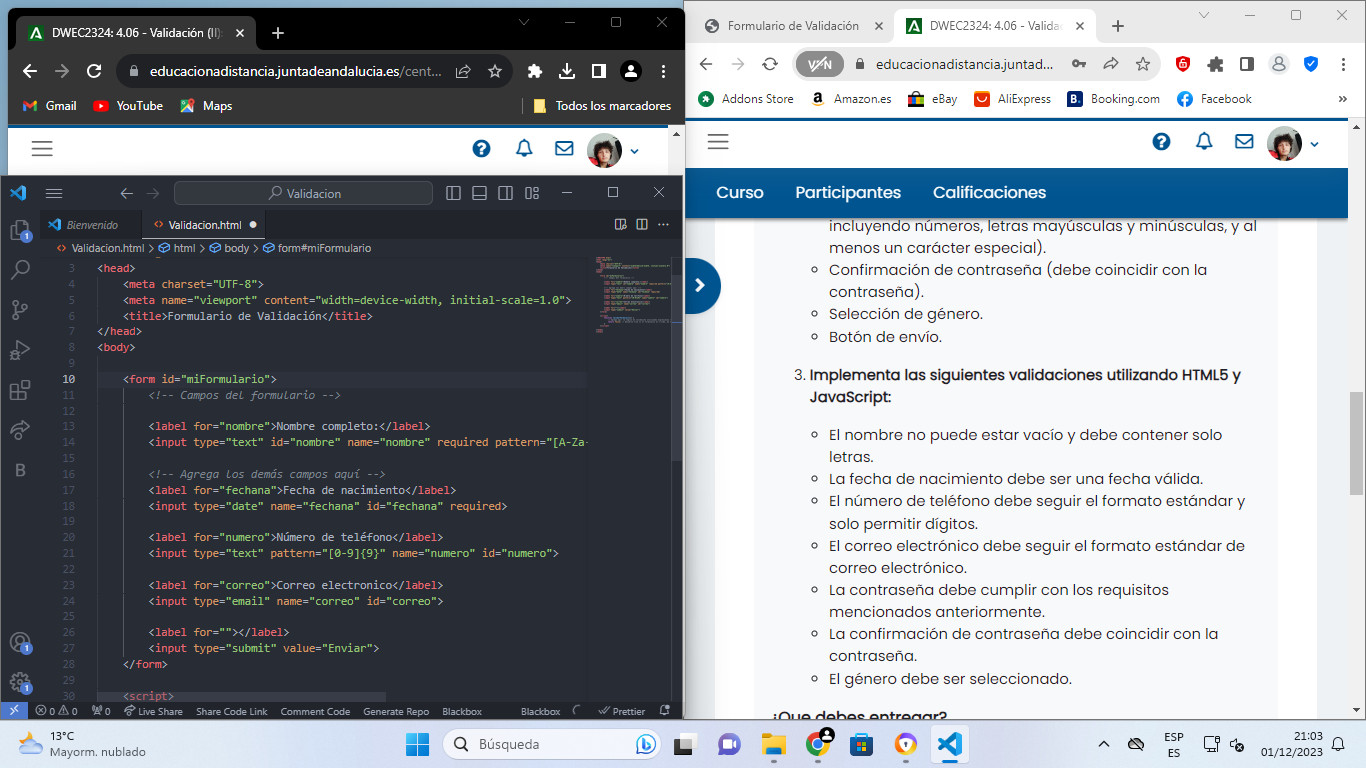 DWEC2324: 4.06 - Validación (II):
educacionadistancia.juntadeandalucia.es/cent...
Gmail
YouTube
Maps
Todos los marcadores
Validacion
Bienvenido
Validacion.html
Validacion.html > html > body > form#miFormulario
3 <head>
4 <meta charset="UTF-8">
5 <meta name="viewport" content="width=device-width, initial-scale=1.0">
6 <title>Formulario de Validación</title>
7 </head>
8 <body>
9
10 <form id="miFormulario">
11 <!-- Campos del formulario -->
12
13 <label for="nombre">Nombre completo:</label>
14 <input type="text" id="nombre" name="nombre" required pattern="[A-Za-
15
16 <!-- Agrega los demás campos aquí -->
17 <label for="fechana">Fecha de nacimiento</label>
18 <input type="date" name="fechana" id="fechana" required>
19
20 <label for="numero">Número de teléfono</label>
21 <input type="text" pattern="[0-9]{9}" name="numero" id="numero">
22
23 <label for="correo">Correo electronico</label>
24 <input type="email" name="correo" id="correo">
25
26 <label for=""></label>
27 <input type="submit" value="Enviar">
28 </form>
29
30 <script>
B
1
1
1
0 0 0 Live Share Share Code Link Comment Code Generate Repo Blackbox Blackbox Prettier
Formulario de Validación
DWEC2324: 4.06 - Valida
VPN
educacionadistancia.juntad...
Addons Store
Amazon.es
eBay
AliExpress
Booking.com
Facebook
Curso Participantes Calificaciones
incluyendo números, letras mayúsculas y minúsculas, y al
menos un carácter especial).
Confirmación de contraseña (debe coincidir con la
contraseña).
Selección de género.
Botón de envío.
3. Implementa las siguientes validaciones utilizando HTML5 y
JavaScript:
El nombre no puede estar vacío y debe contener solo
letras.
La fecha de nacimiento debe ser una fecha válida.
El número de teléfono debe seguir el formato estándar y
solo permitir dígitos.
El correo electrónico debe seguir el formato estándar de
correo electrónico.
La contraseña debe cumplir con los requisitos
mencionados anteriormente.
La confirmación de contraseña debe coincidir con la
contraseña.
El género debe ser seleccionado.
¿Que debes entregar?
13°C
Mayorm. nublado
Búsqueda
ESP
ES
21:03
01/12/2023